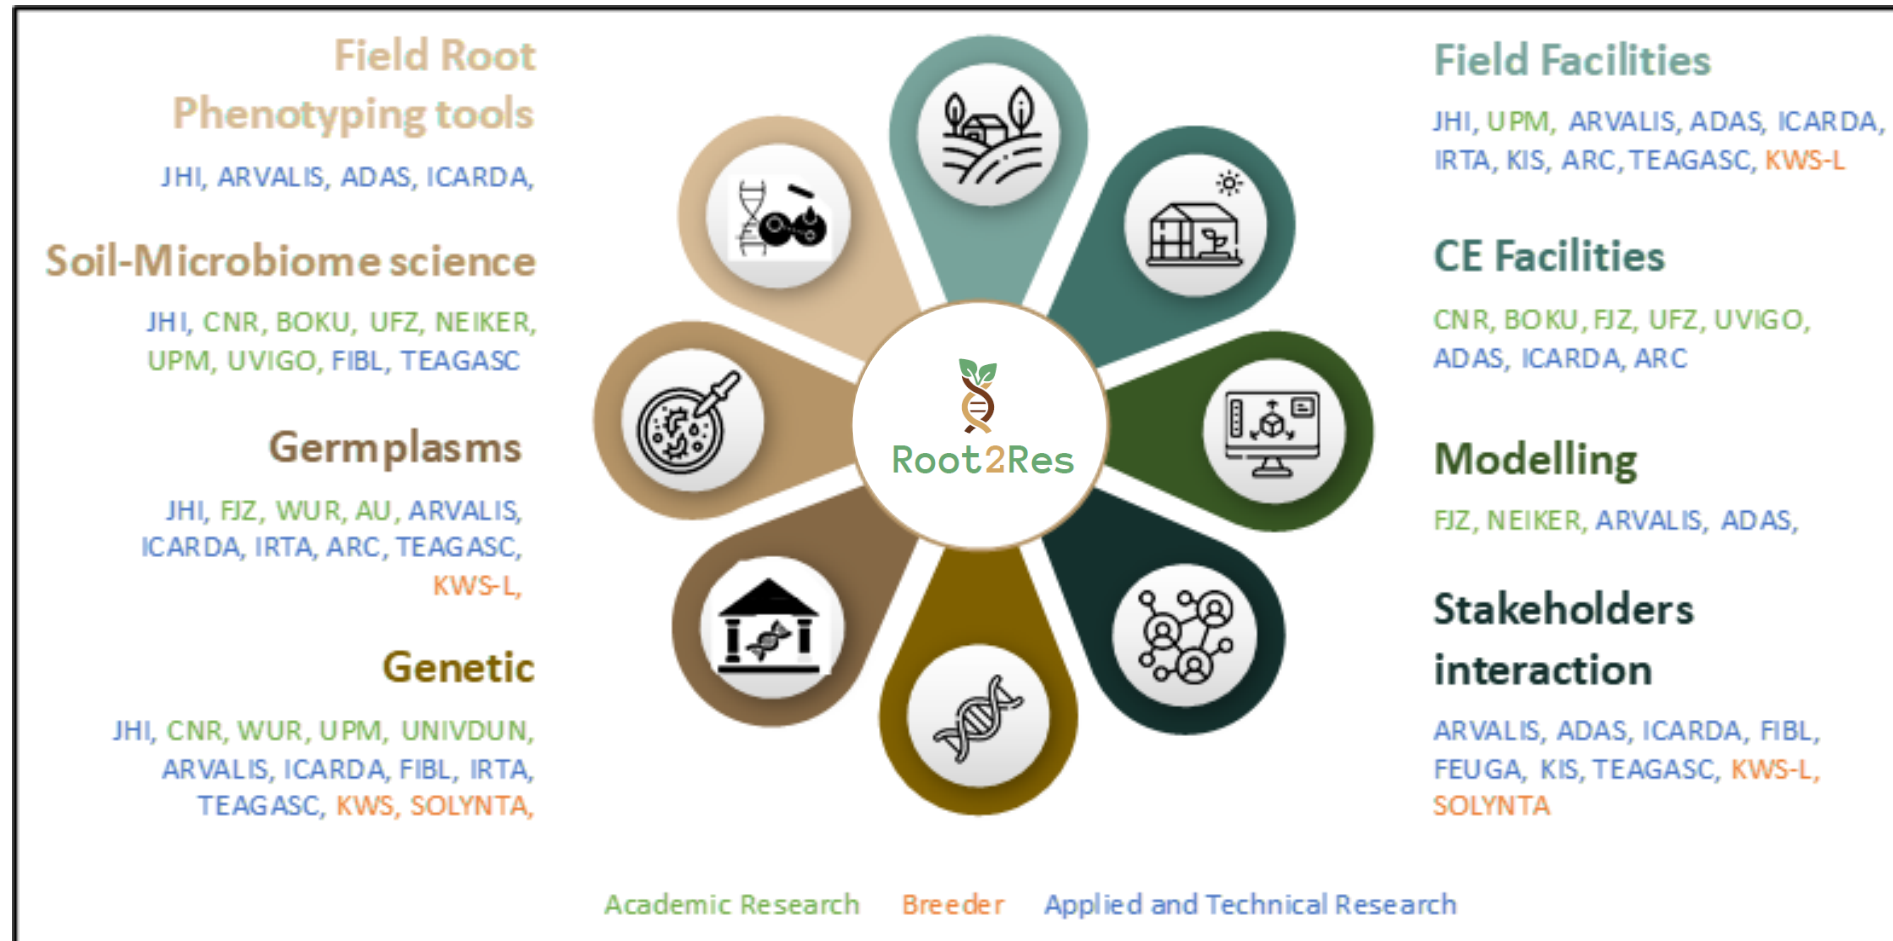 Field Root
Phenotyping tools
JHI, ARVALIS, ADAS, ICARDA,
Soil-Microbiome science
JHI, CNR, BOKU, UFZ, NEIKER,
UPM, UVIGO, FIBL, TEAGASC
Germplasms
JHI, FJZ, WUR, AU, ARVALIS,
ICARDA, IRTA, ARC, TEAGASC,
KWS-L,
Genetic
JHI, CNR, WUR, UPM, UNIVDUN,
ARVALIS, ICARDA, FIBL, IRTA,
TEAGASC, KWS, SOLYNTA,
Root2Res
Field Facilities
JHI, UPM, ARVALIS, ADAS, ICARDA,
IRTA, KIS, ARC, TEAGASC, KWS-L
CE Facilities
CNR, BOKU, FJZ, UFZ, UVIGO,
ADAS, ICARDA, ARC
Modelling
FJZ, NEIKER, ARVALIS, ADAS,
Stakeholders
interaction
ARVALIS, ADAS, ICARDA, FIBL,
FEUGA, KIS, TEAGASC, KWS-L,
SOLYNTA
Academic Research Breeder Applied and Technical Research